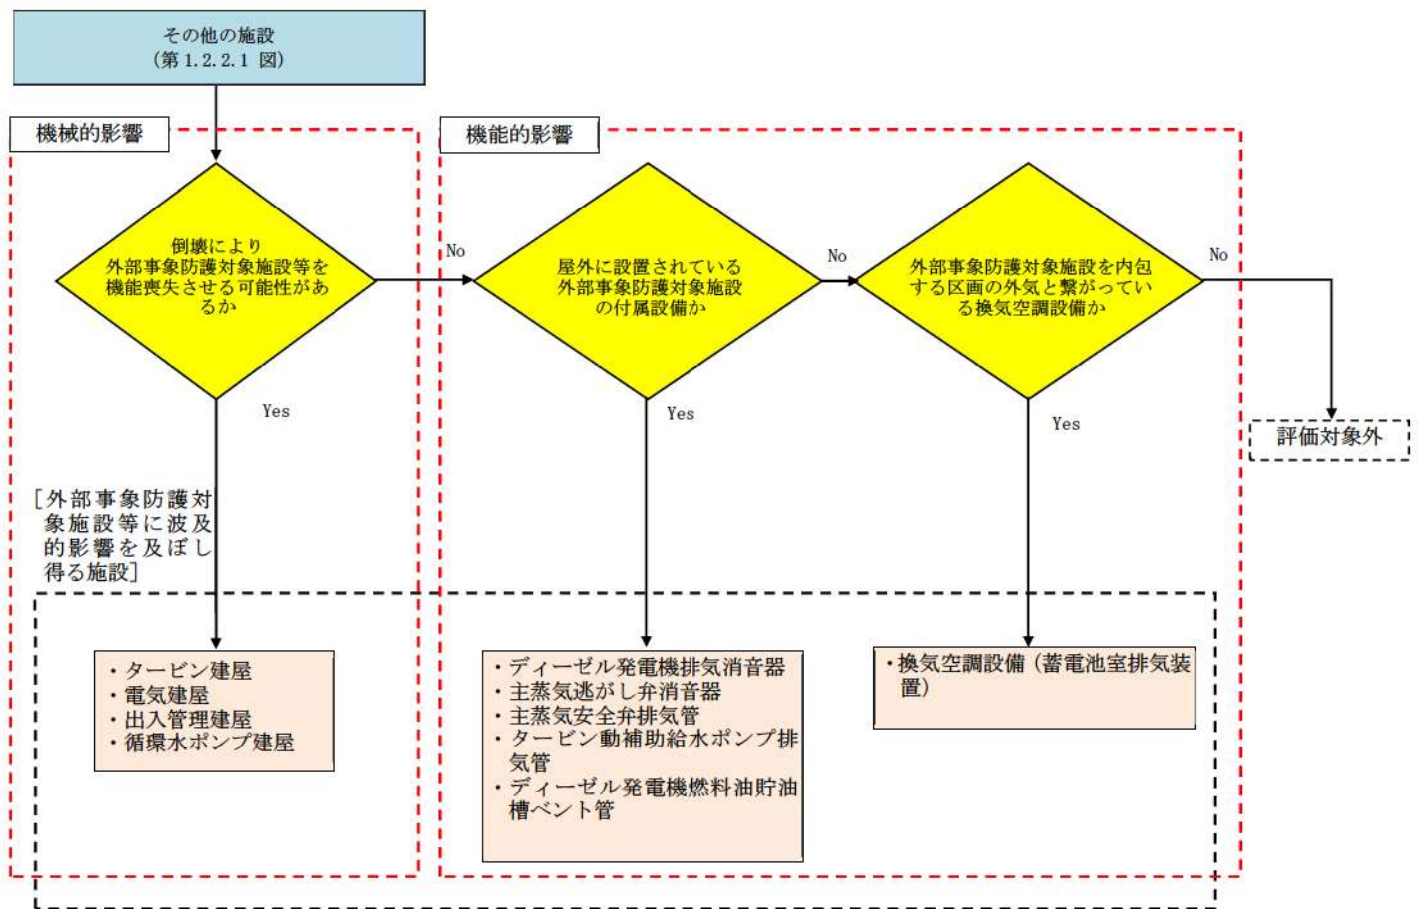 その他の施設
(第1.2.2.1 図)
機械的影響
機能的影響
倒壊により
外部事象防護対象施設等を
機能喪失させる可能性があ
るか
No
屋外に設置されている
外部事象防護対象施設
の付属設備か
No
外部事象防護対象施設を内包
する区画の外気と繋がってい
る換気空調設備か
No
Yes
Yes
Yes
評価対象外
[外部事象防護対
象施設等に波及
的影響を及ぼし
得る施設]
・タービン建屋
・電気建屋
・出入管理建屋
・循環水ポンプ建屋
・ディーゼル発電機排気消音器
・主蒸気逃がし弁消音器
・主蒸気安全弁排気管
・タービン動補助給水ポンプ排
気管
・ディーゼル発電機燃料油貯油
槽ベント管
・換気空調設備(蓄電池室排気装
置)